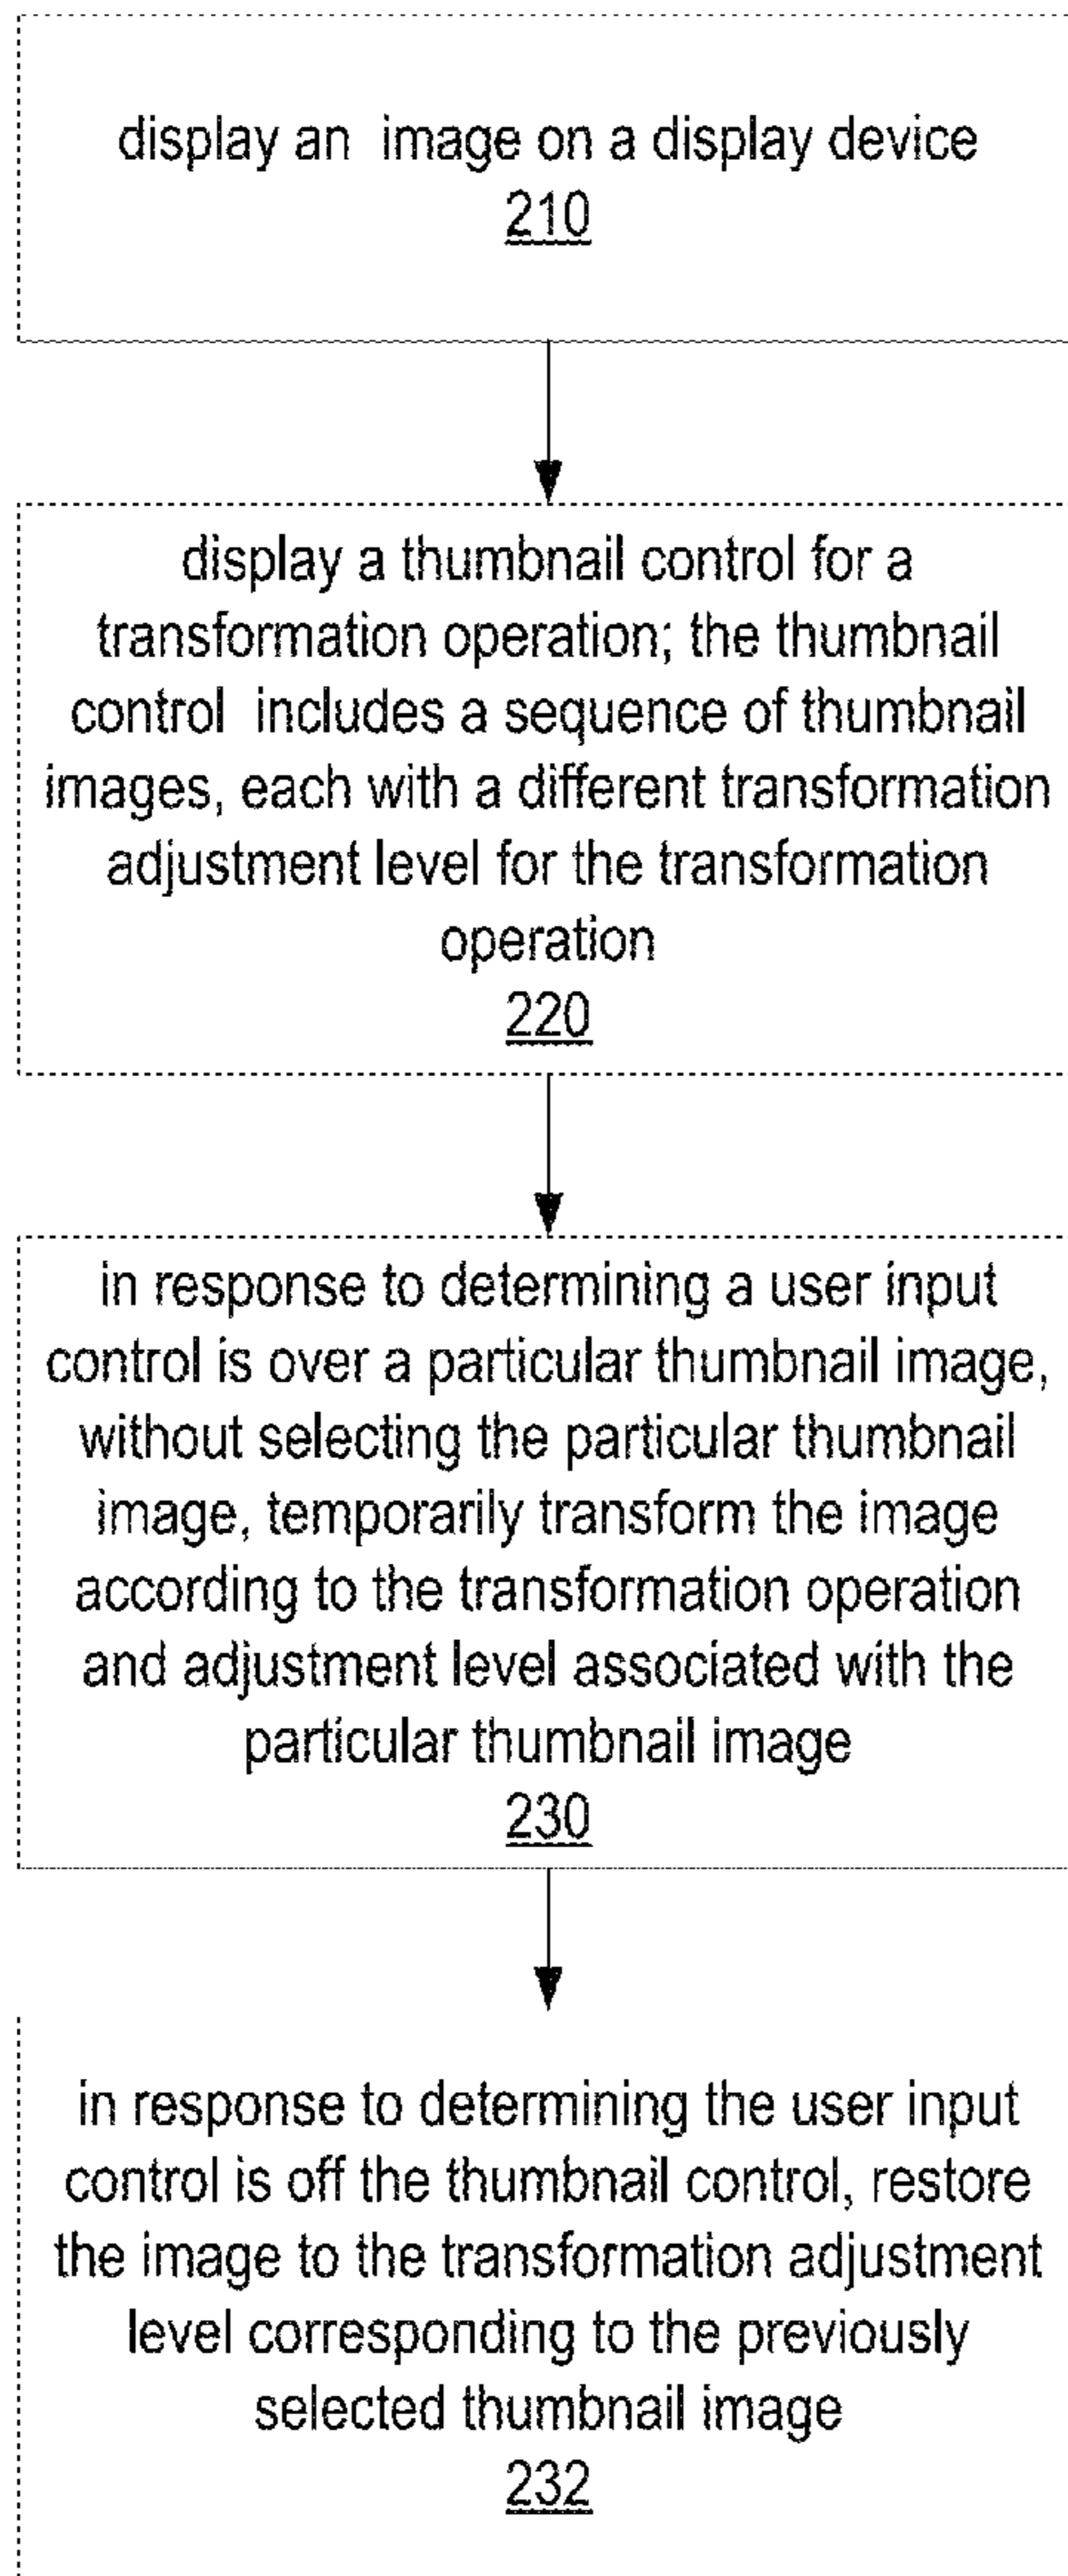 display an image on a display device
210
display a thumbnail control for a
transformation operation; the thumbnail
control includes a sequence of thumbnail
images, each with a different transformation
adjustment level for the transformation
operation
220
in response to determining a user input
control is over a particular thumbnail image,
without selecting the particular thumbnail
image, temporarily transform the image
according to the transformation operation
and adjustment level associated with the
particular thumbnail image
230
in response to determining the user input
control is off the thumbnail control, restore
the image to the transformation adjustment
level corresponding to the previously
selected thumbnail image
232